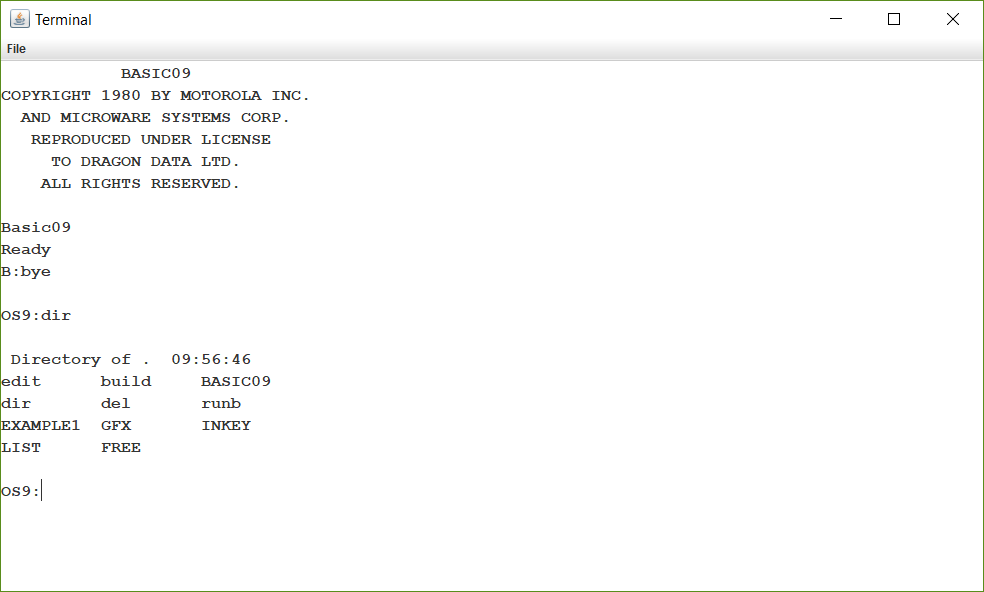 Terminal
File
BASIC09
COPYRIGHT 1980 BY MOTOROLA INC.
AND MICROWARE SYSTEMS CORP.
REPRODUCED UNDER LICENSE
TO DRAGON DATA LTD.
ALL RIGHTS RESERVED.
Basic09
Ready
B:bye
OS9:dir
Directory of . 09:56:46
edit build BASIC09
dir del runb
EXAMPLE1 GFX INKEY
LIST FREE
OS9: